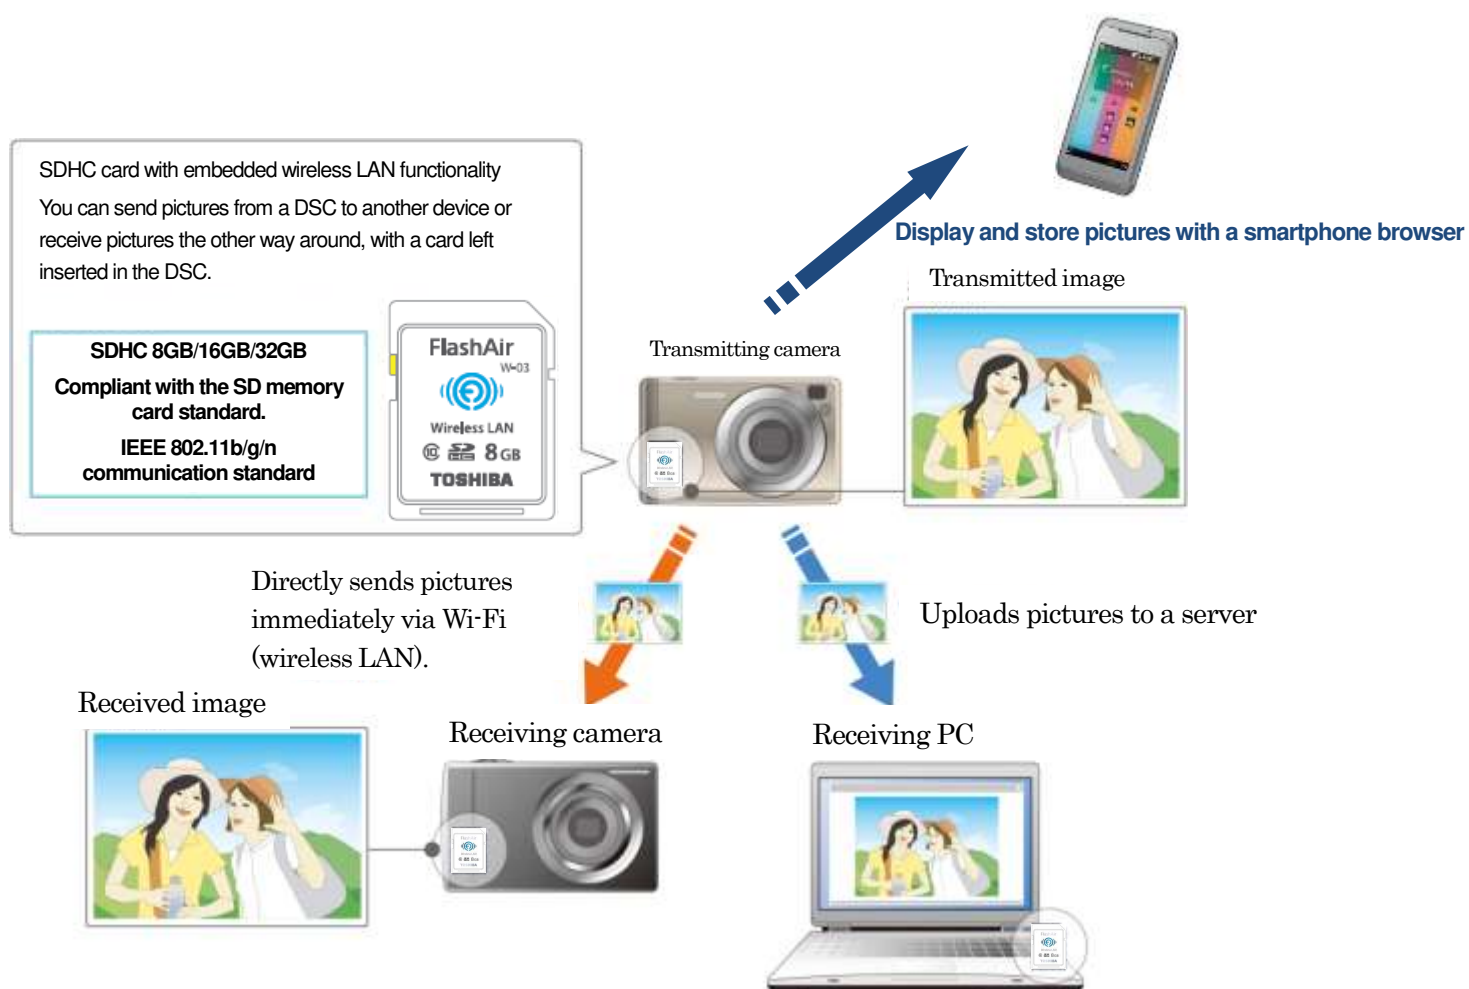 SDHC card with embedded wireless LAN functionality
You can send pictures from a DSC to another device or
receive pictures the other way around, with a card left
inserted in the DSC.
SDHC 8GB/16GB/32GB
Compliant with the SD memory
card standard.
IEEE 802.11b/g/n
communication standard
FlashAir
W-03
Wireless LAN
8 GB
TOSHIBA
Display and store pictures with a smartphone browser
Transmitted image
Transmitting camera
Directly sends pictures
immediately via Wi-Fi
(wireless LAN).
Uploads pictures to a server
Received image
Receiving camera
Receiving PC